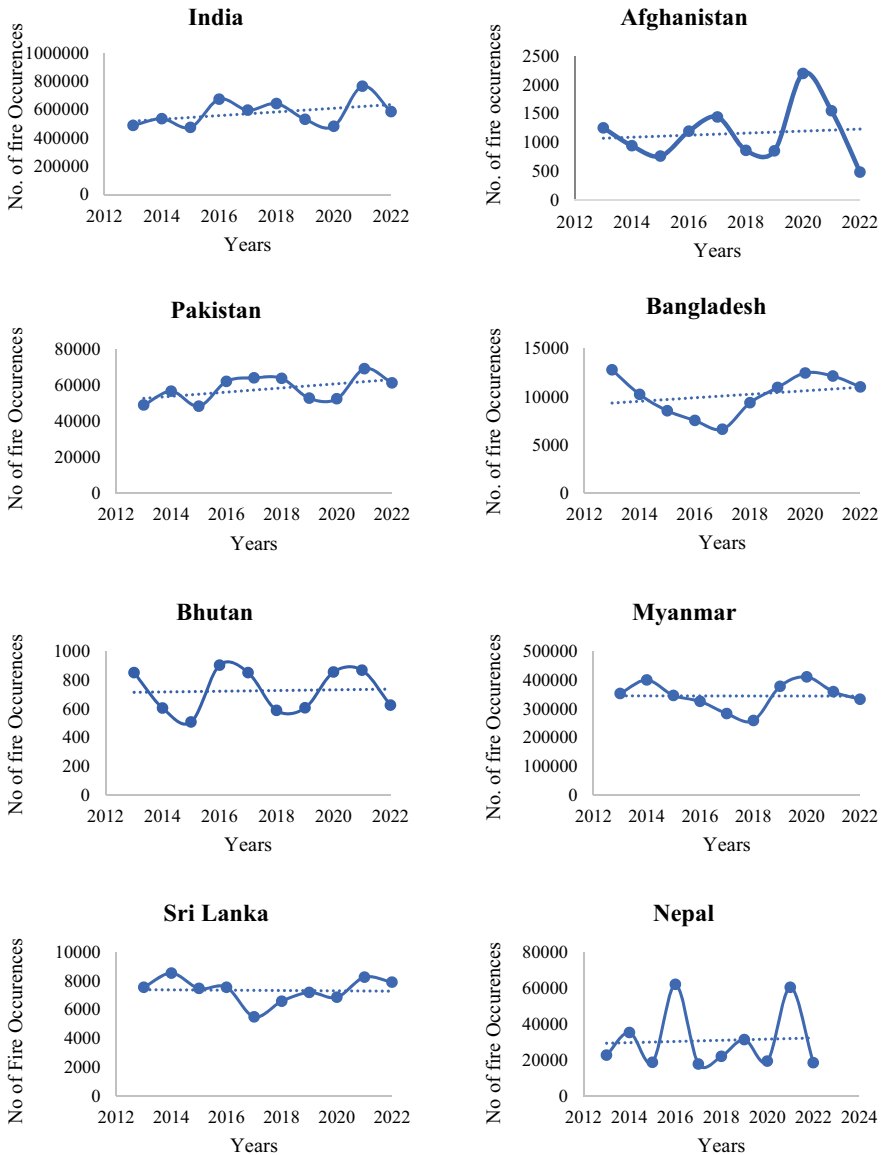 India
No. of fire Occurences
1000000
800000
600000
400000
200000
0
2012 2014 2016 2018 2020 2022
Years
Afghanistan
No. of fire occurences
2500
2000
1500
1000
500
0
2012 2014 2016 2018 2020 2022
Years
Pakistan
No of fire Occurences
80000
60000
40000
20000
0
2012 2014 2016 2018 2020 2022
Years
Bangladesh
No. of fire Occurences
15000
10000
5000
0
2012 2014 2016 2018 2020 2022
Years
Bhutan
No of fire Occurences
1000
800
600
400
200
0
2012 2014 2016 2018 2020 2022
Years
Myanmar
No. of fire Occurences
500000
400000
300000
200000
100000
0
2012 2014 2016 2018 2020 2022
Years
Sri Lanka
No of Fire Occurences
10000
8000
6000
4000
2000
0
2012 2014 2016 2018 2020 2022
Years
Nepal
No of fire Occurences
80000
60000
40000
20000
0
2012 2014 2016 2018 2020 2022 2024
Years